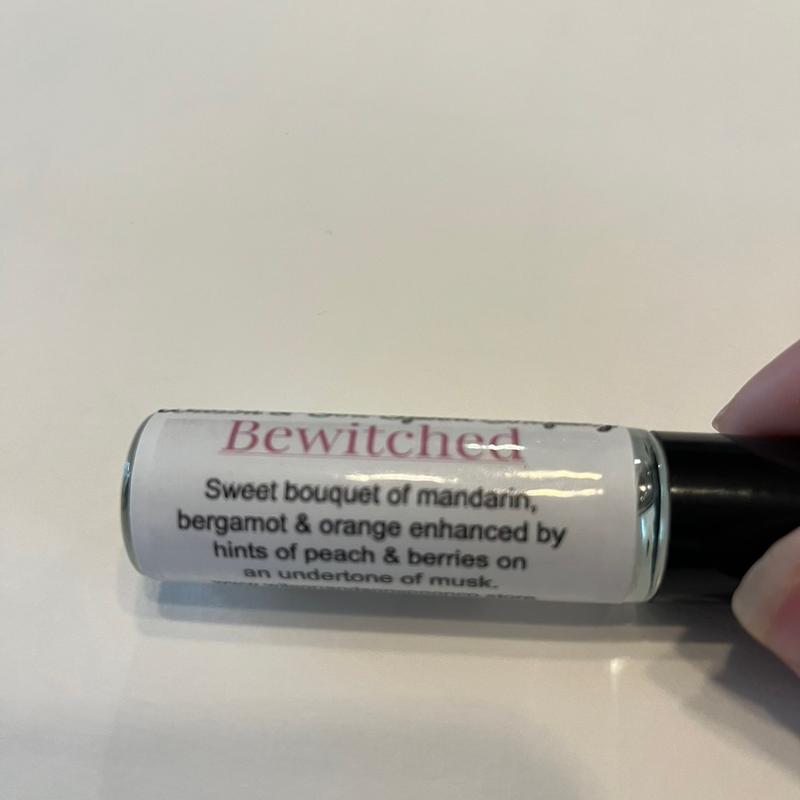 Bewitched
Sweet bouquet of mandarin,
bergamot & orange enhanced by
hints of peach & berries on
an undertone of musk.